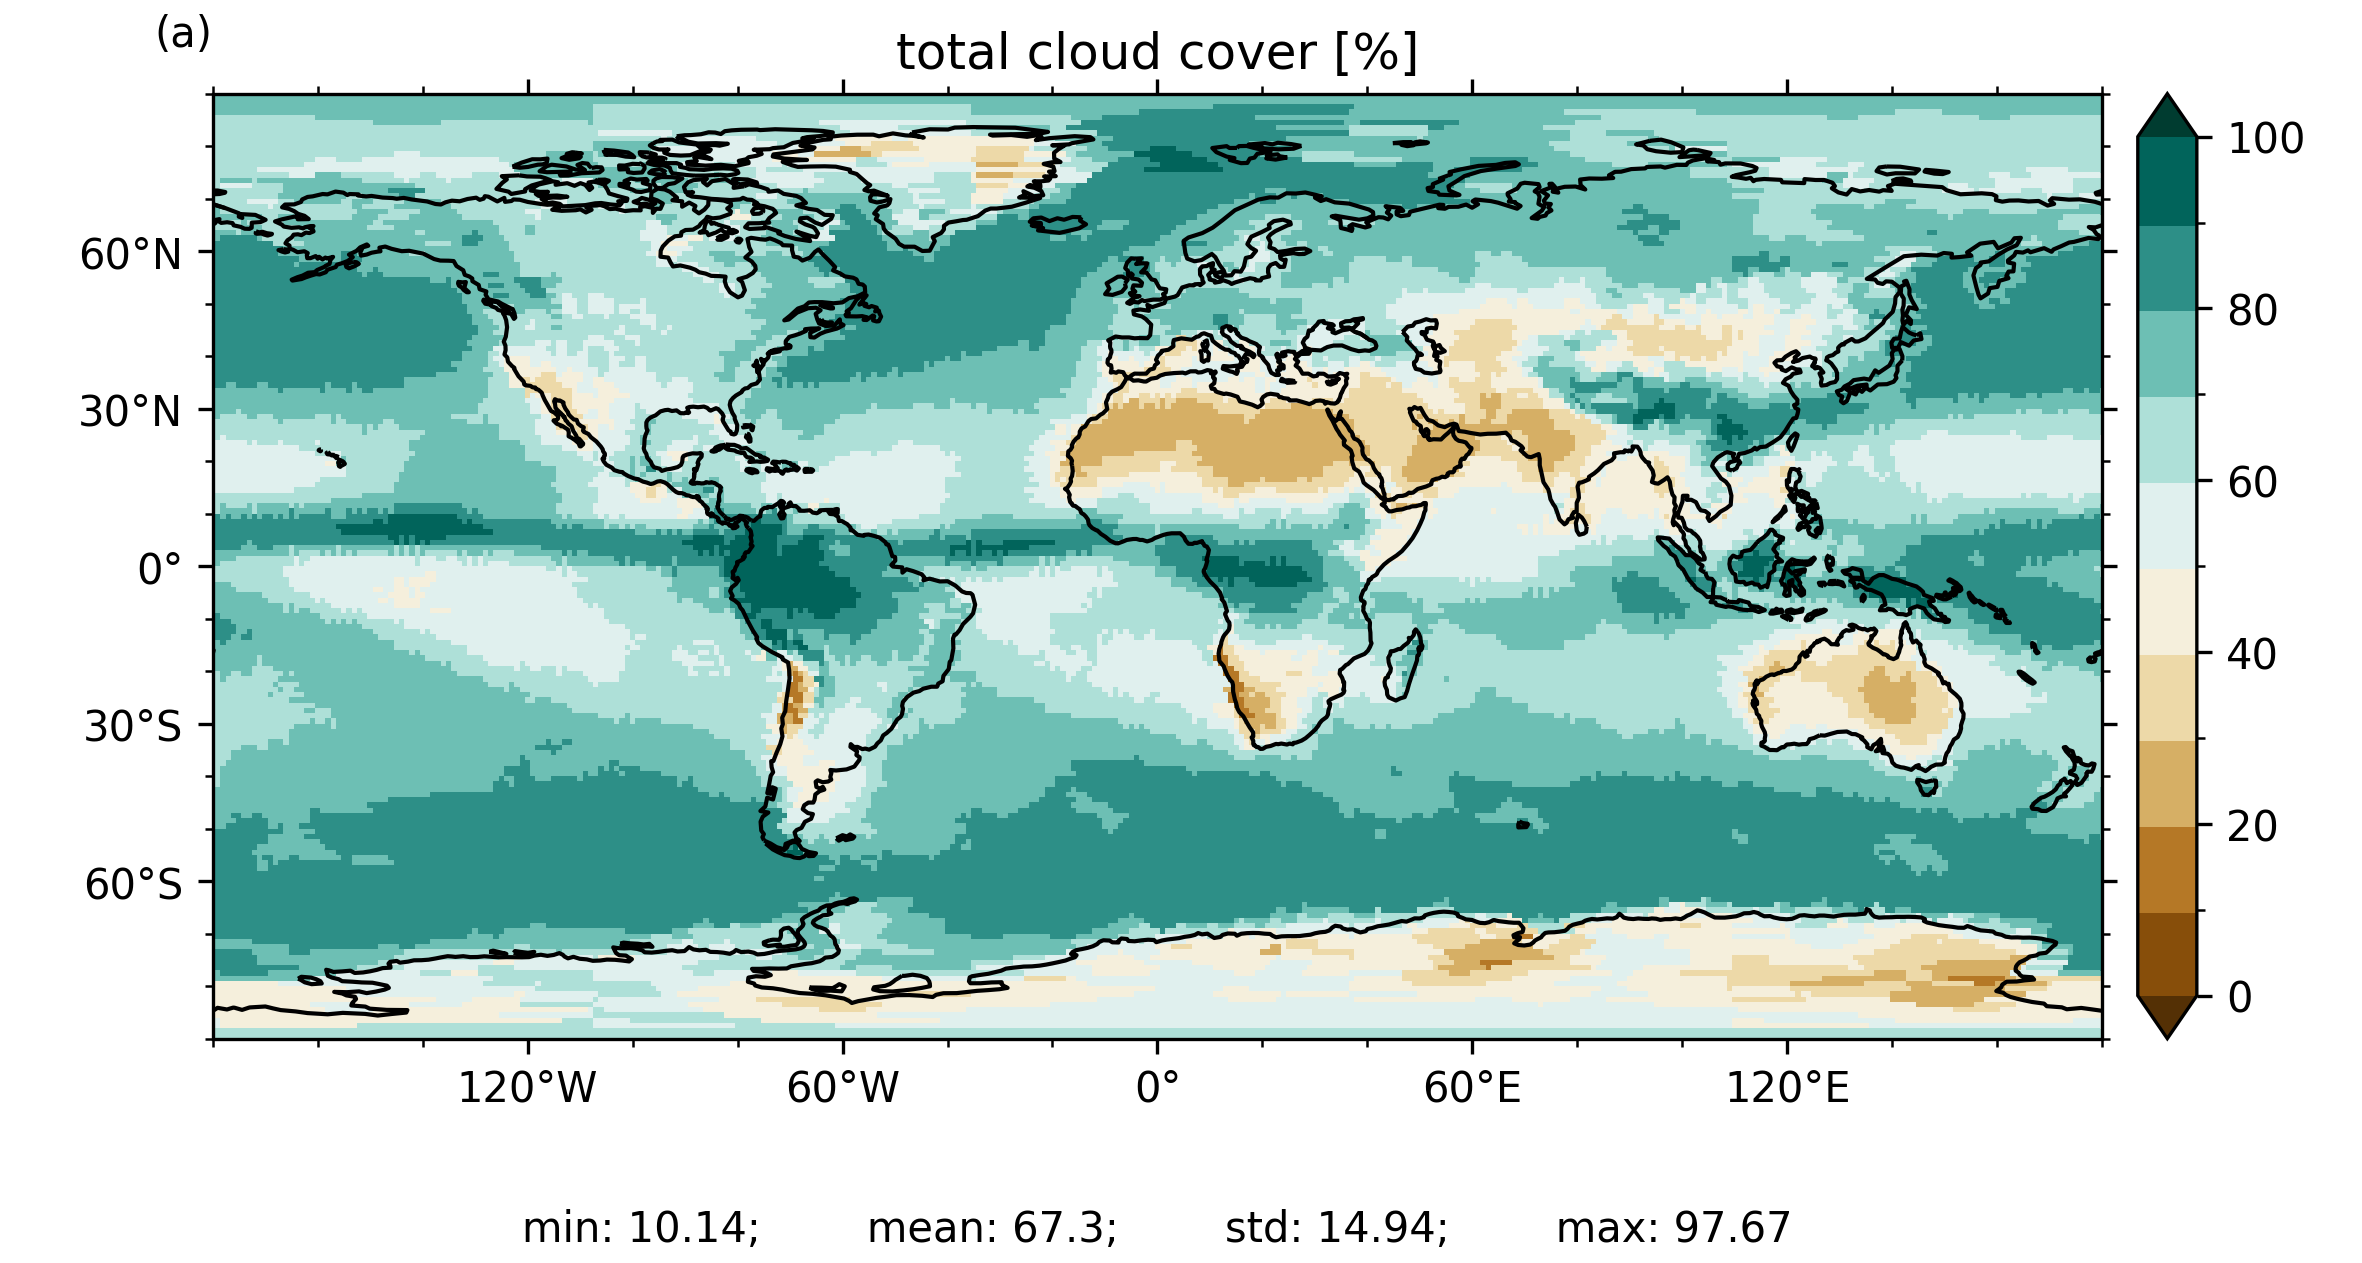 (a)
total cloud cover [%]
100
80
60
40
20
0
60°N
30°N
0°
30°S
60°S
120°W 60°W 0° 60°E 120°E
min: 10.14; mean: 67.3; std: 14.94; max: 97.67